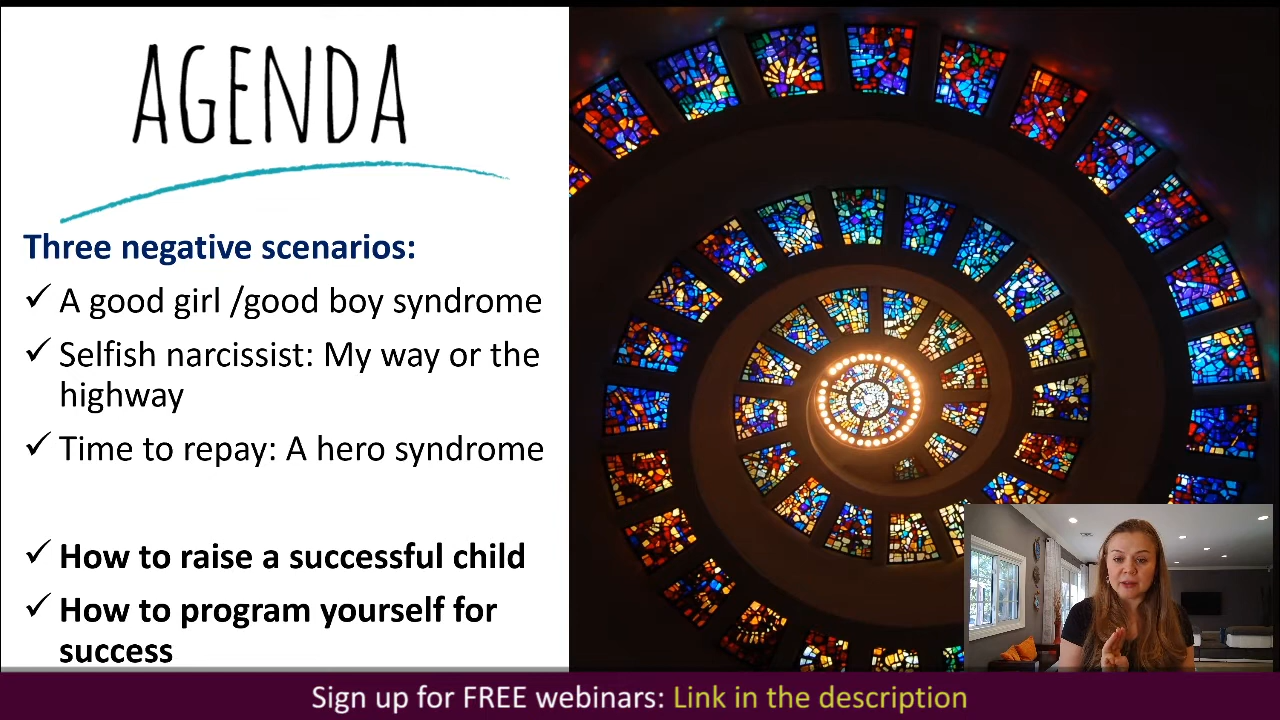 AGENDA
Three negative scenarios:
✓ A good girl /good boy syndrome
✓ Selfish narcissist: My way or the
highway
✓ Time to repay: A hero syndrome
✓ How to raise a successful child
✓ How to program yourself for
success
Sign up for FREE webinars: Link in the description